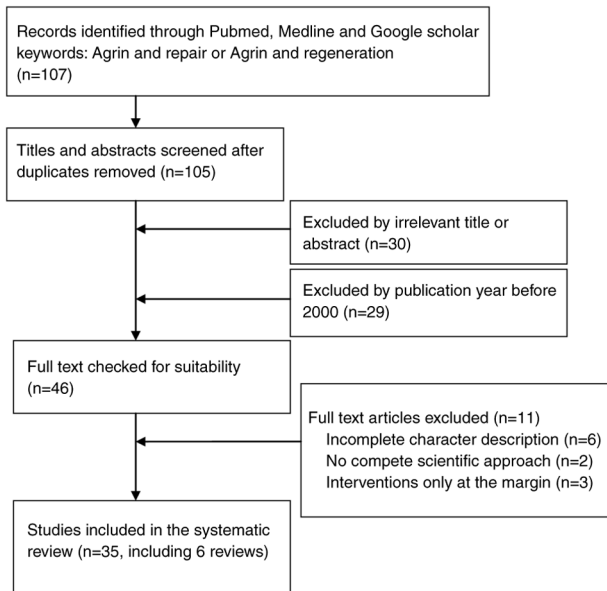 Records identified through Pubmed, Medline and Google scholar
keywords: Agrin and repair or Agrin and regeneration
(n=107)
Titles and abstracts screened after
duplicates removed (n=105)
Excluded by irrelevant title or
abstract (n=30)
Excluded by publication year before
2000 (n=29)
Full text checked for suitability
(n=46)
Full text articles excluded (n=11)
Incomplete character description (n=6)
No compete scientific approach (n=2)
Interventions only at the margin (n=3)
Studies included in the systematic
review (n=35, including 6 reviews)